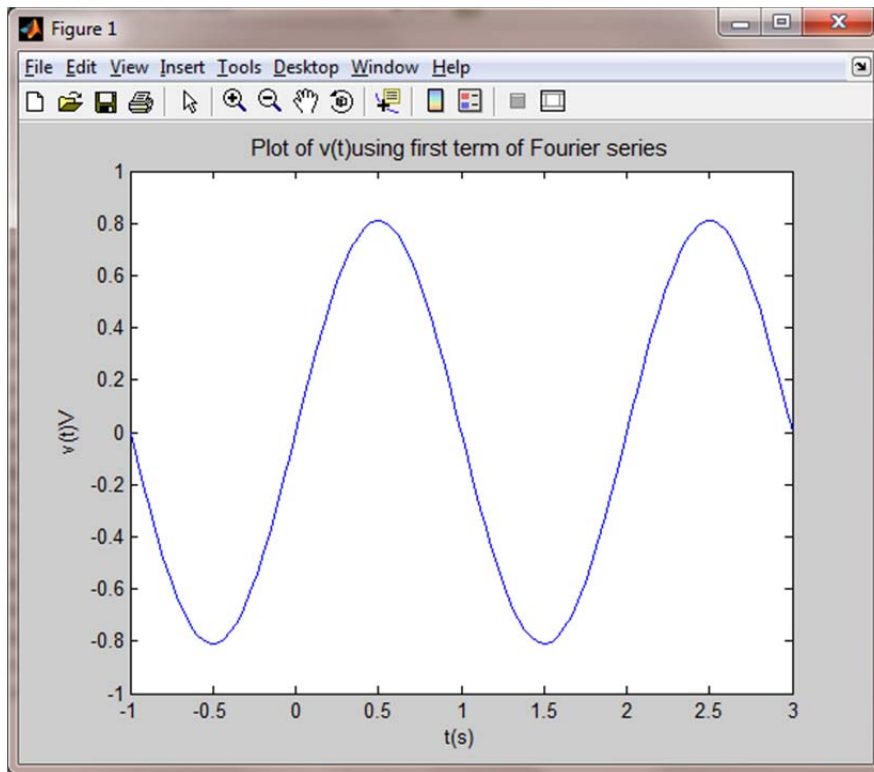 Figure 1
File Edit View Insert Tools Desktop Window Help
Plot of v(t)using first term of Fourier series
1
0.8
0.6
0.4
0.2
0
-0.2
-0.4
-0.6
-0.8
-1
v(t)V
-1 -0.5 0 0.5 1 1.5 2 2.5 3
t(s)